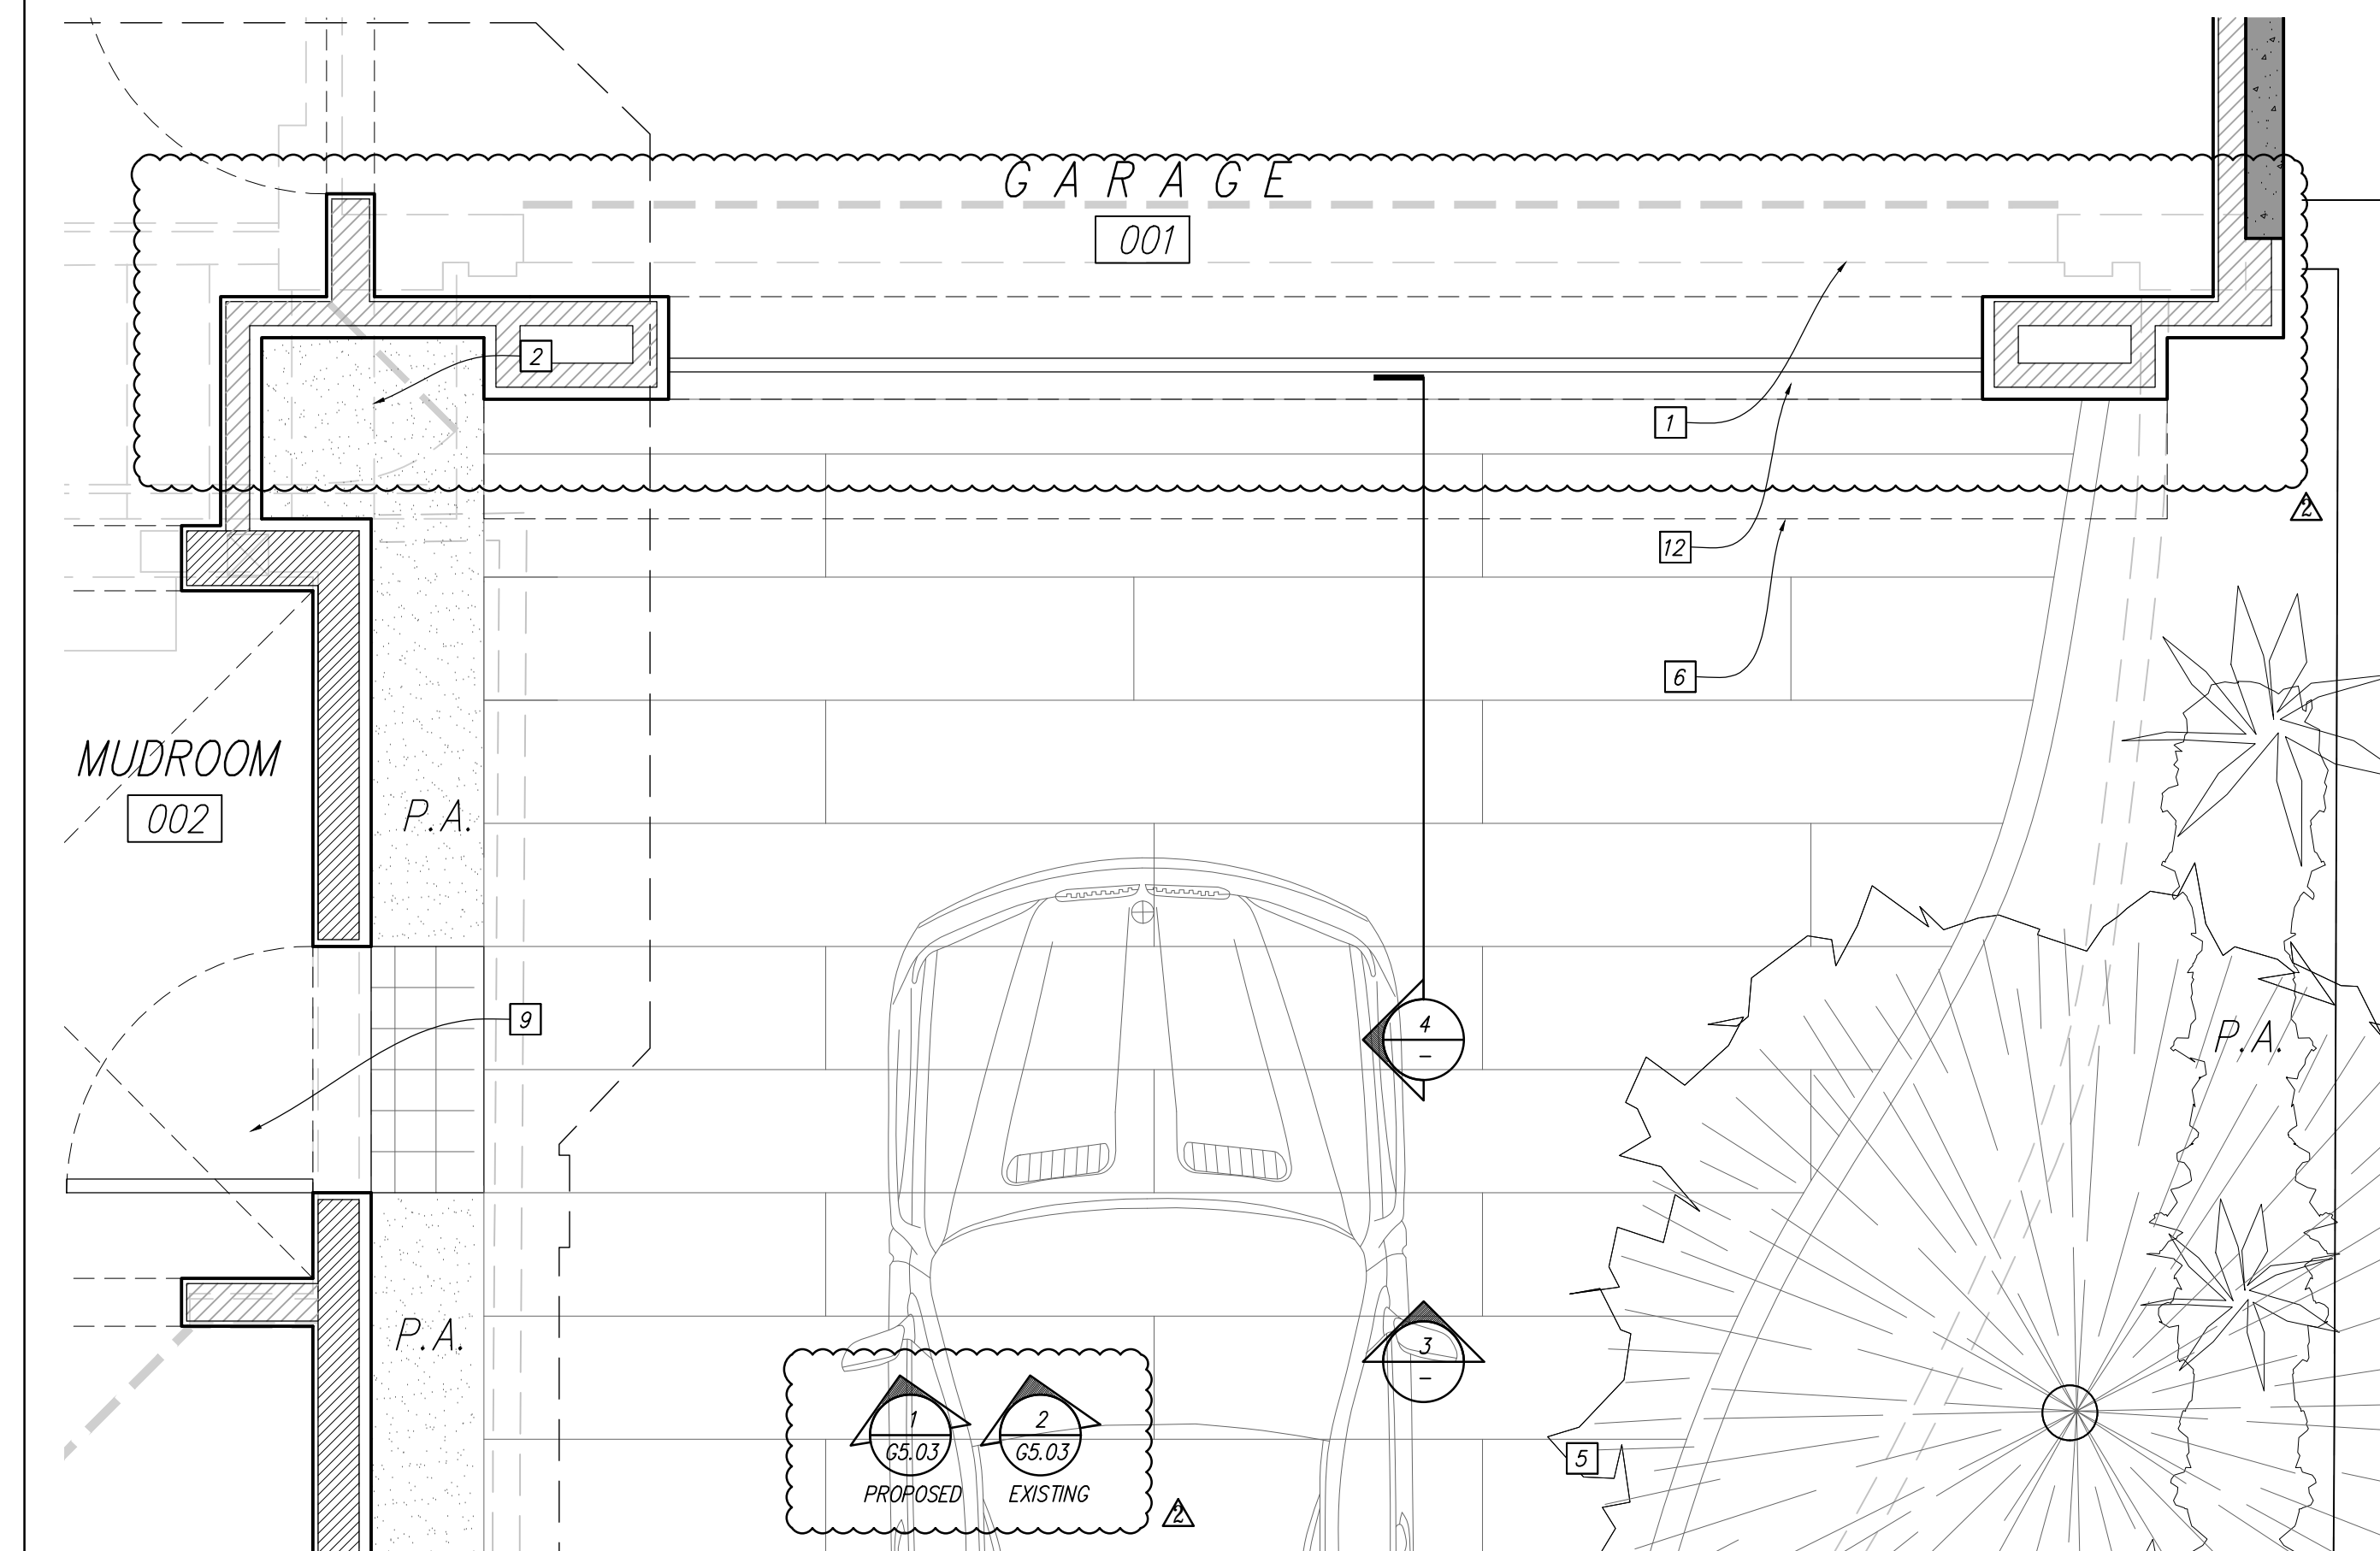 GARAGE
001
2
1
12
2
6
MUDROOM
002
P.A.
9
4
–
P.A.
3
–
P.A.
1
G5.03
PROPOSED
2
G5.03
EXISTING
2
5